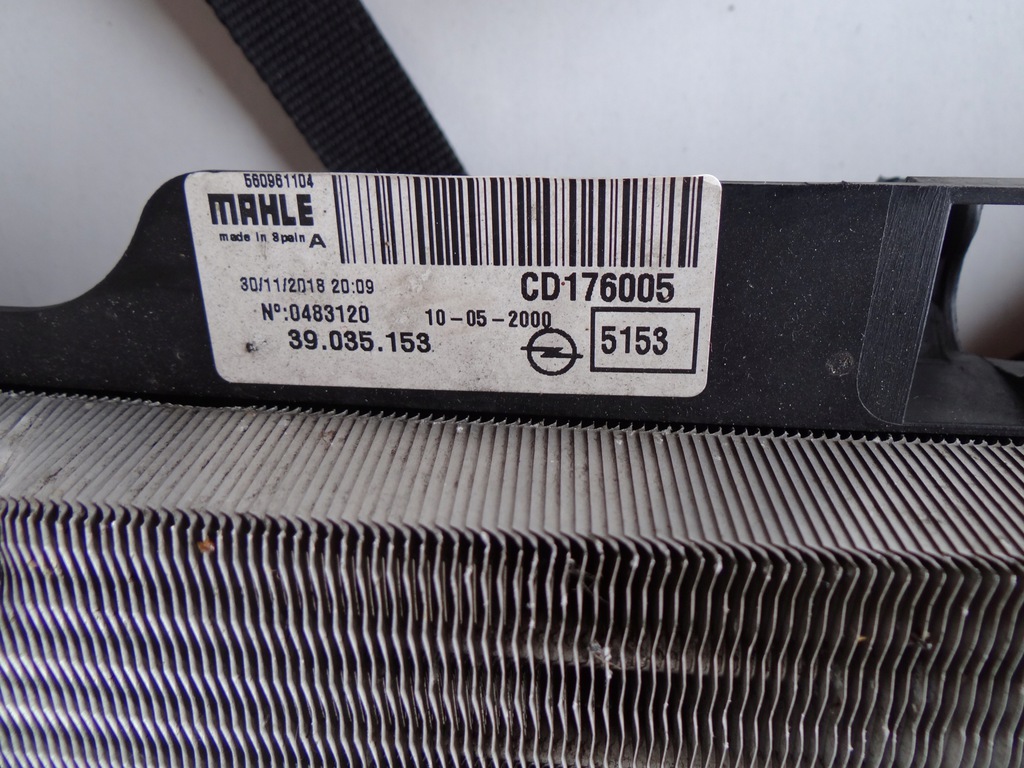 560961104
MAHLE
made in Spain A
30/11/2018 20:09
CD176005
Nº:0483120
10-05-2000
39.035.153
5153